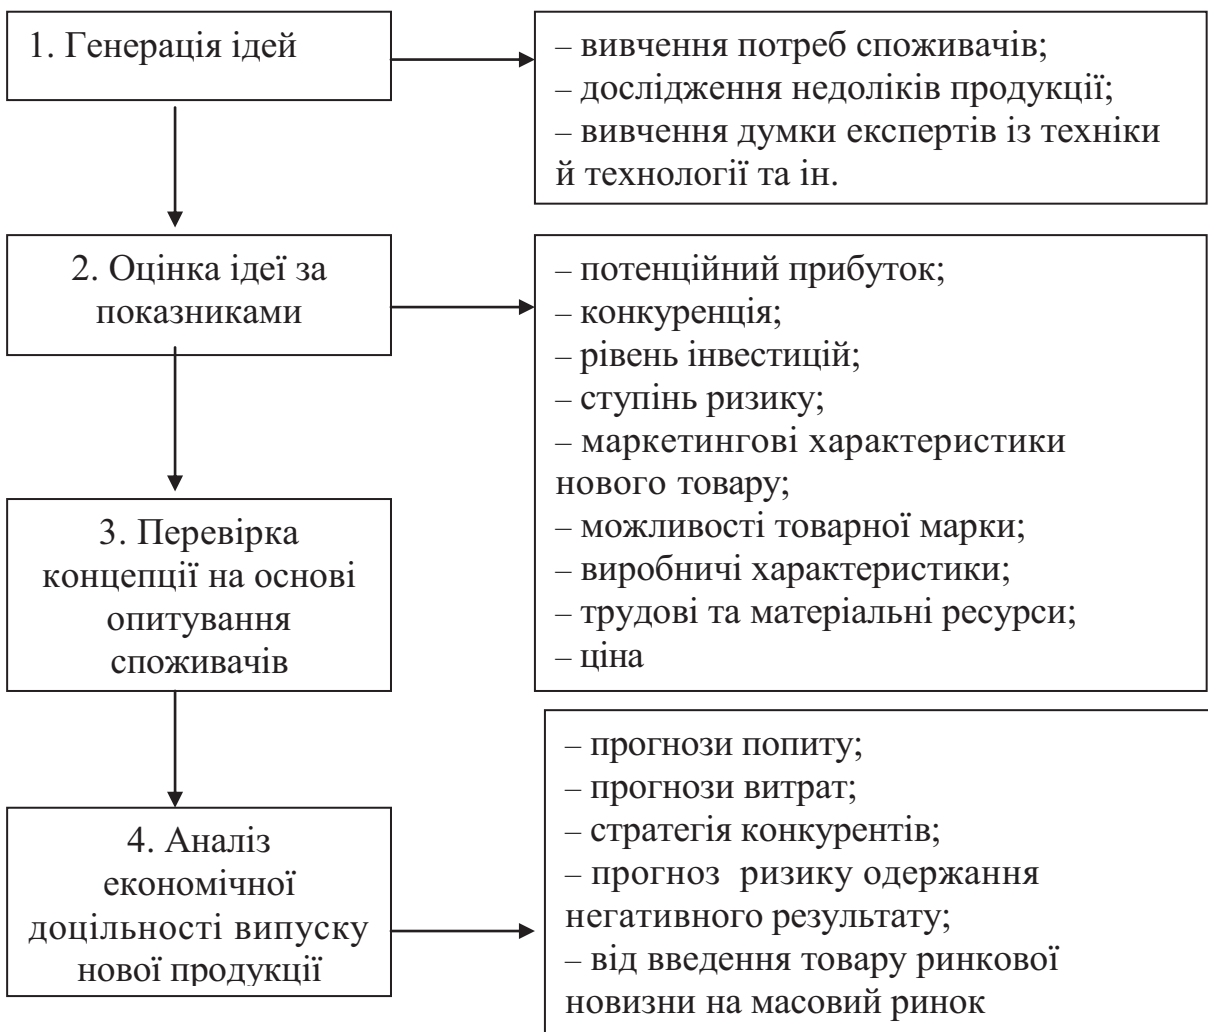 1. Генерація ідей
– вивчення потреб споживачів;
– дослідження недоліків продукції;
– вивчення думки експертів із техніки
й технології та ін.
2. Оцінка ідеї за
показниками
– потенційний прибуток;
– конкуренція;
– рівень інвестицій;
– ступінь ризику;
– маркетингові характеристики
нового товару;
– можливості товарної марки;
– виробничі характеристики;
– трудові та матеріальні ресурси;
– ціна
3. Перевірка
концепції на основі
опитування
споживачів
4. Аналіз
економічної
доцільності випуску
нової продукції
– прогнози попиту;
– прогнози витрат;
– стратегія конкурентів;
– прогноз ризику одержання
негативного результату;
– від введення товару ринкової
новизни на масовий ринок